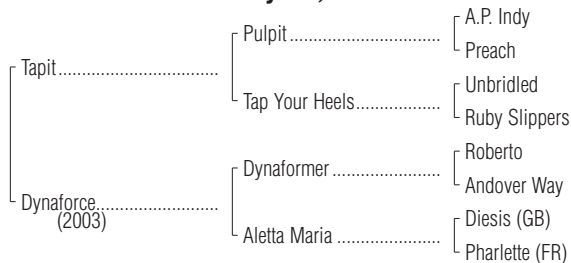 A.P. Indy
Pulpit
Preach
Tapit
Unbridled
Tap Your Heels
Ruby Slippers
Roberto
Dynaformer
Andover Way
Dynaforce
(2003)
Diesis (GB)
Aletta Maria
Pharlette (FR)